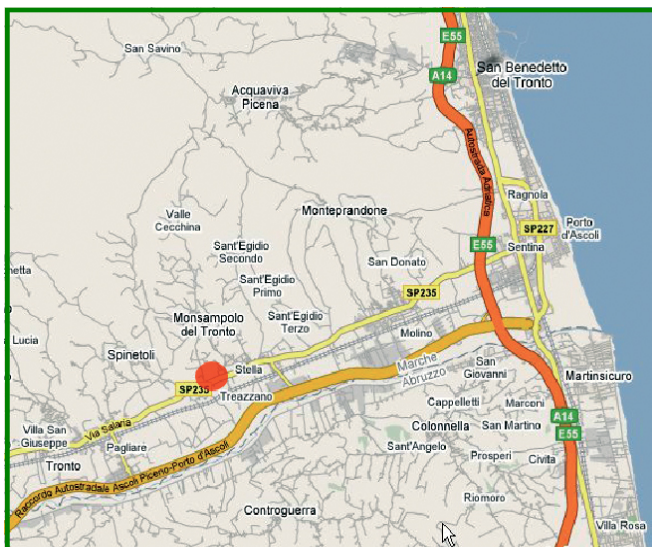 E55
San Savino
A14
San Benedetto
del Tronto
Acquaviva
Picena
Autostrada Adriatica
Ragnola
Valle
Cecchina
Monteprandone
Porto
d'Ascoli
SP227
Sant'Egidio
Secondo
E55
Sentina
San Donato
Sant'Egidio
Primo
SP235
Monsampolo
del Tronto
Sant'Egidio
Terzo
Molino
Lucia
Spinetoli
Stella
Marche
Abruzzo
San
Giovanni
Martinsicuro
SP235
Treazzano
Cappelletti
Marconi
A14
Villa San
Giuseppe
Via Salaria
Colonnella
San Martino
E55
Pagliare
Sant'Angelo
Prosperi
Civita
Tronto
Raccordo Autostradale Ascoli Piceno-Porto d'Ascoli
Riomoro
Controguerra
Villa Rosa